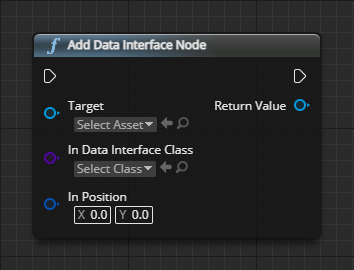 f Add Data Interface Node
Target Return Value
Select Asset
In Data Interface Class
Select Class
In Position
X 0.0 Y 0.0